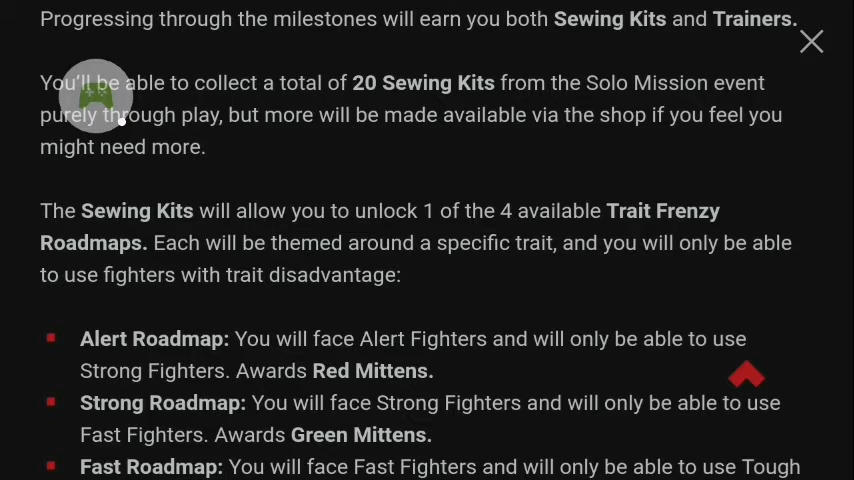 Progressing through the milestones will earn you both Sewing Kits and Trainers.
You'll be able to collect a total of 20 Sewing Kits from the Solo Mission event
purely through play, but more will be made available via the shop if you feel you
might need more.
The Sewing Kits will allow you to unlock 1 of the 4 available Trait Frenzy
Roadmaps. Each will be themed around a specific trait, and you will only be able
to use fighters with trait disadvantage:
Alert Roadmap: You will face Alert Fighters and will only be able to use
Strong Fighters. Awards Red Mittens.
Strong Roadmap: You will face Strong Fighters and will only be able to use
Fast Fighters. Awards Green Mittens.
Fast Roadmap: You will face Fast Fighters and will only be able to use Tough